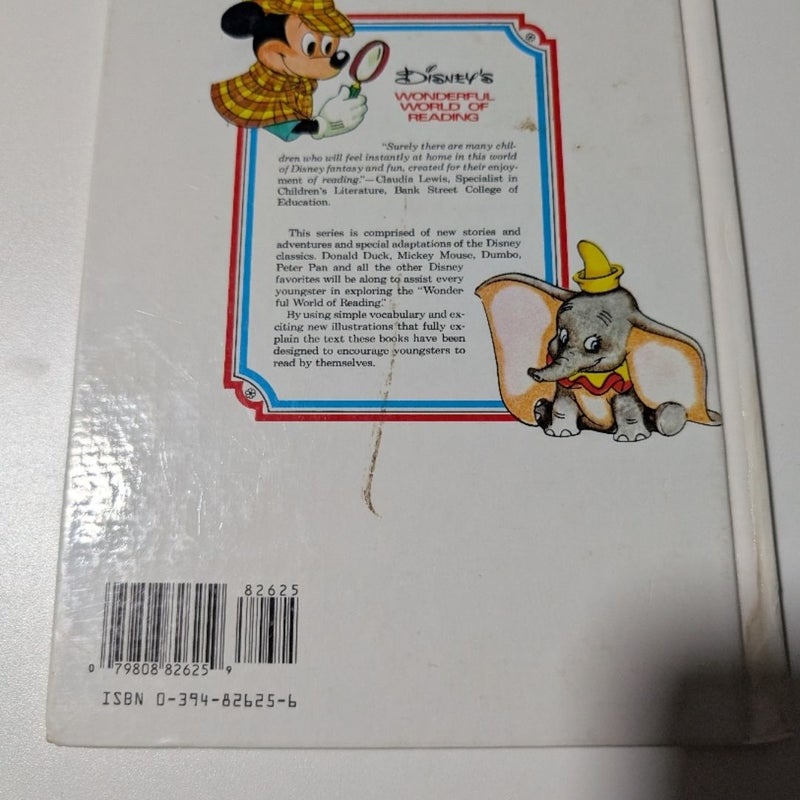 DISNEY'S
WONDERFUL
WORLD OF
READING
"Surely there are many chil-
dren who will feel instantly at home in this world
of Disney fantasy and fun, created for their enjoy-
ment of reading."—Claudia Lewis, Specialist in
Children's Literature, Bank Street College of
Education.
This series is comprised of new stories and
adventures and special adaptations of the Disney
classics. Donald Duck, Mickey Mouse, Dumbo,
Peter Pan and all the other Disney
favorites will be along to assist every
youngster in exploring the "Wonder
ful World of Reading."
By using simple vocabulary and ex-
citing new illustrations that fully ex-
plain the text these books have been
designed to encourage youngsters to
read by themselves.
82625
0 79808 82625 9
ISBN 0-394-82625-6